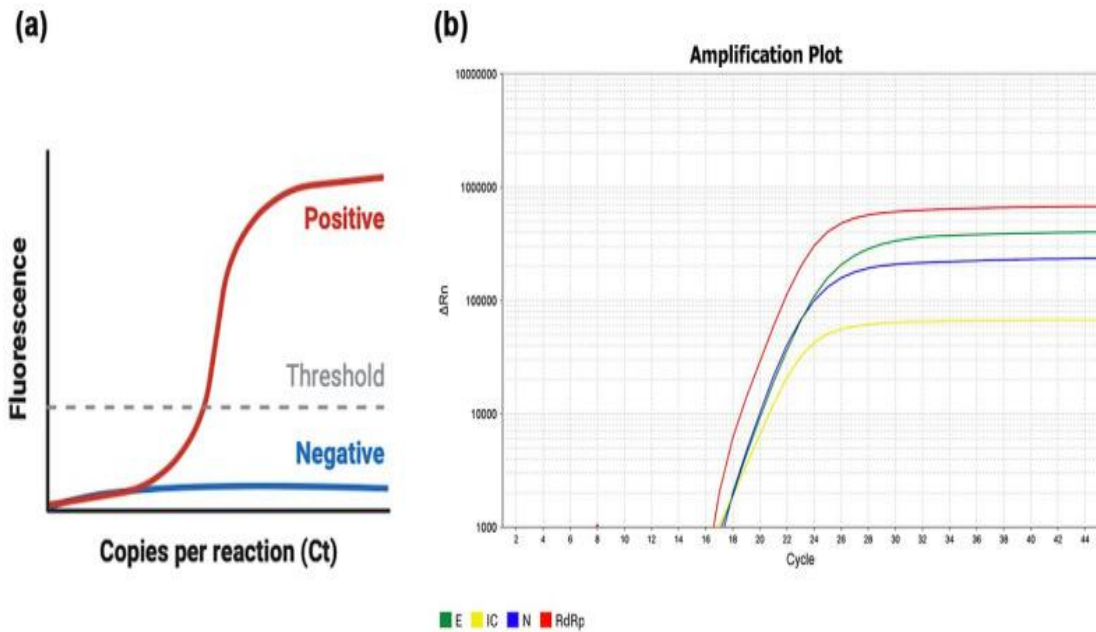 (a)
Fluorescence
Positive
Threshold
Negative
Copies per reaction (Ct)
(b)
Amplification Plot
ΔRn
10000000
1000000
100000
10000
1000
2 4 6 8 10 12 14 16 18 20 22 24 26 28 30 32 34 36 38 40 42 44
Cycle
E IC N RdRp